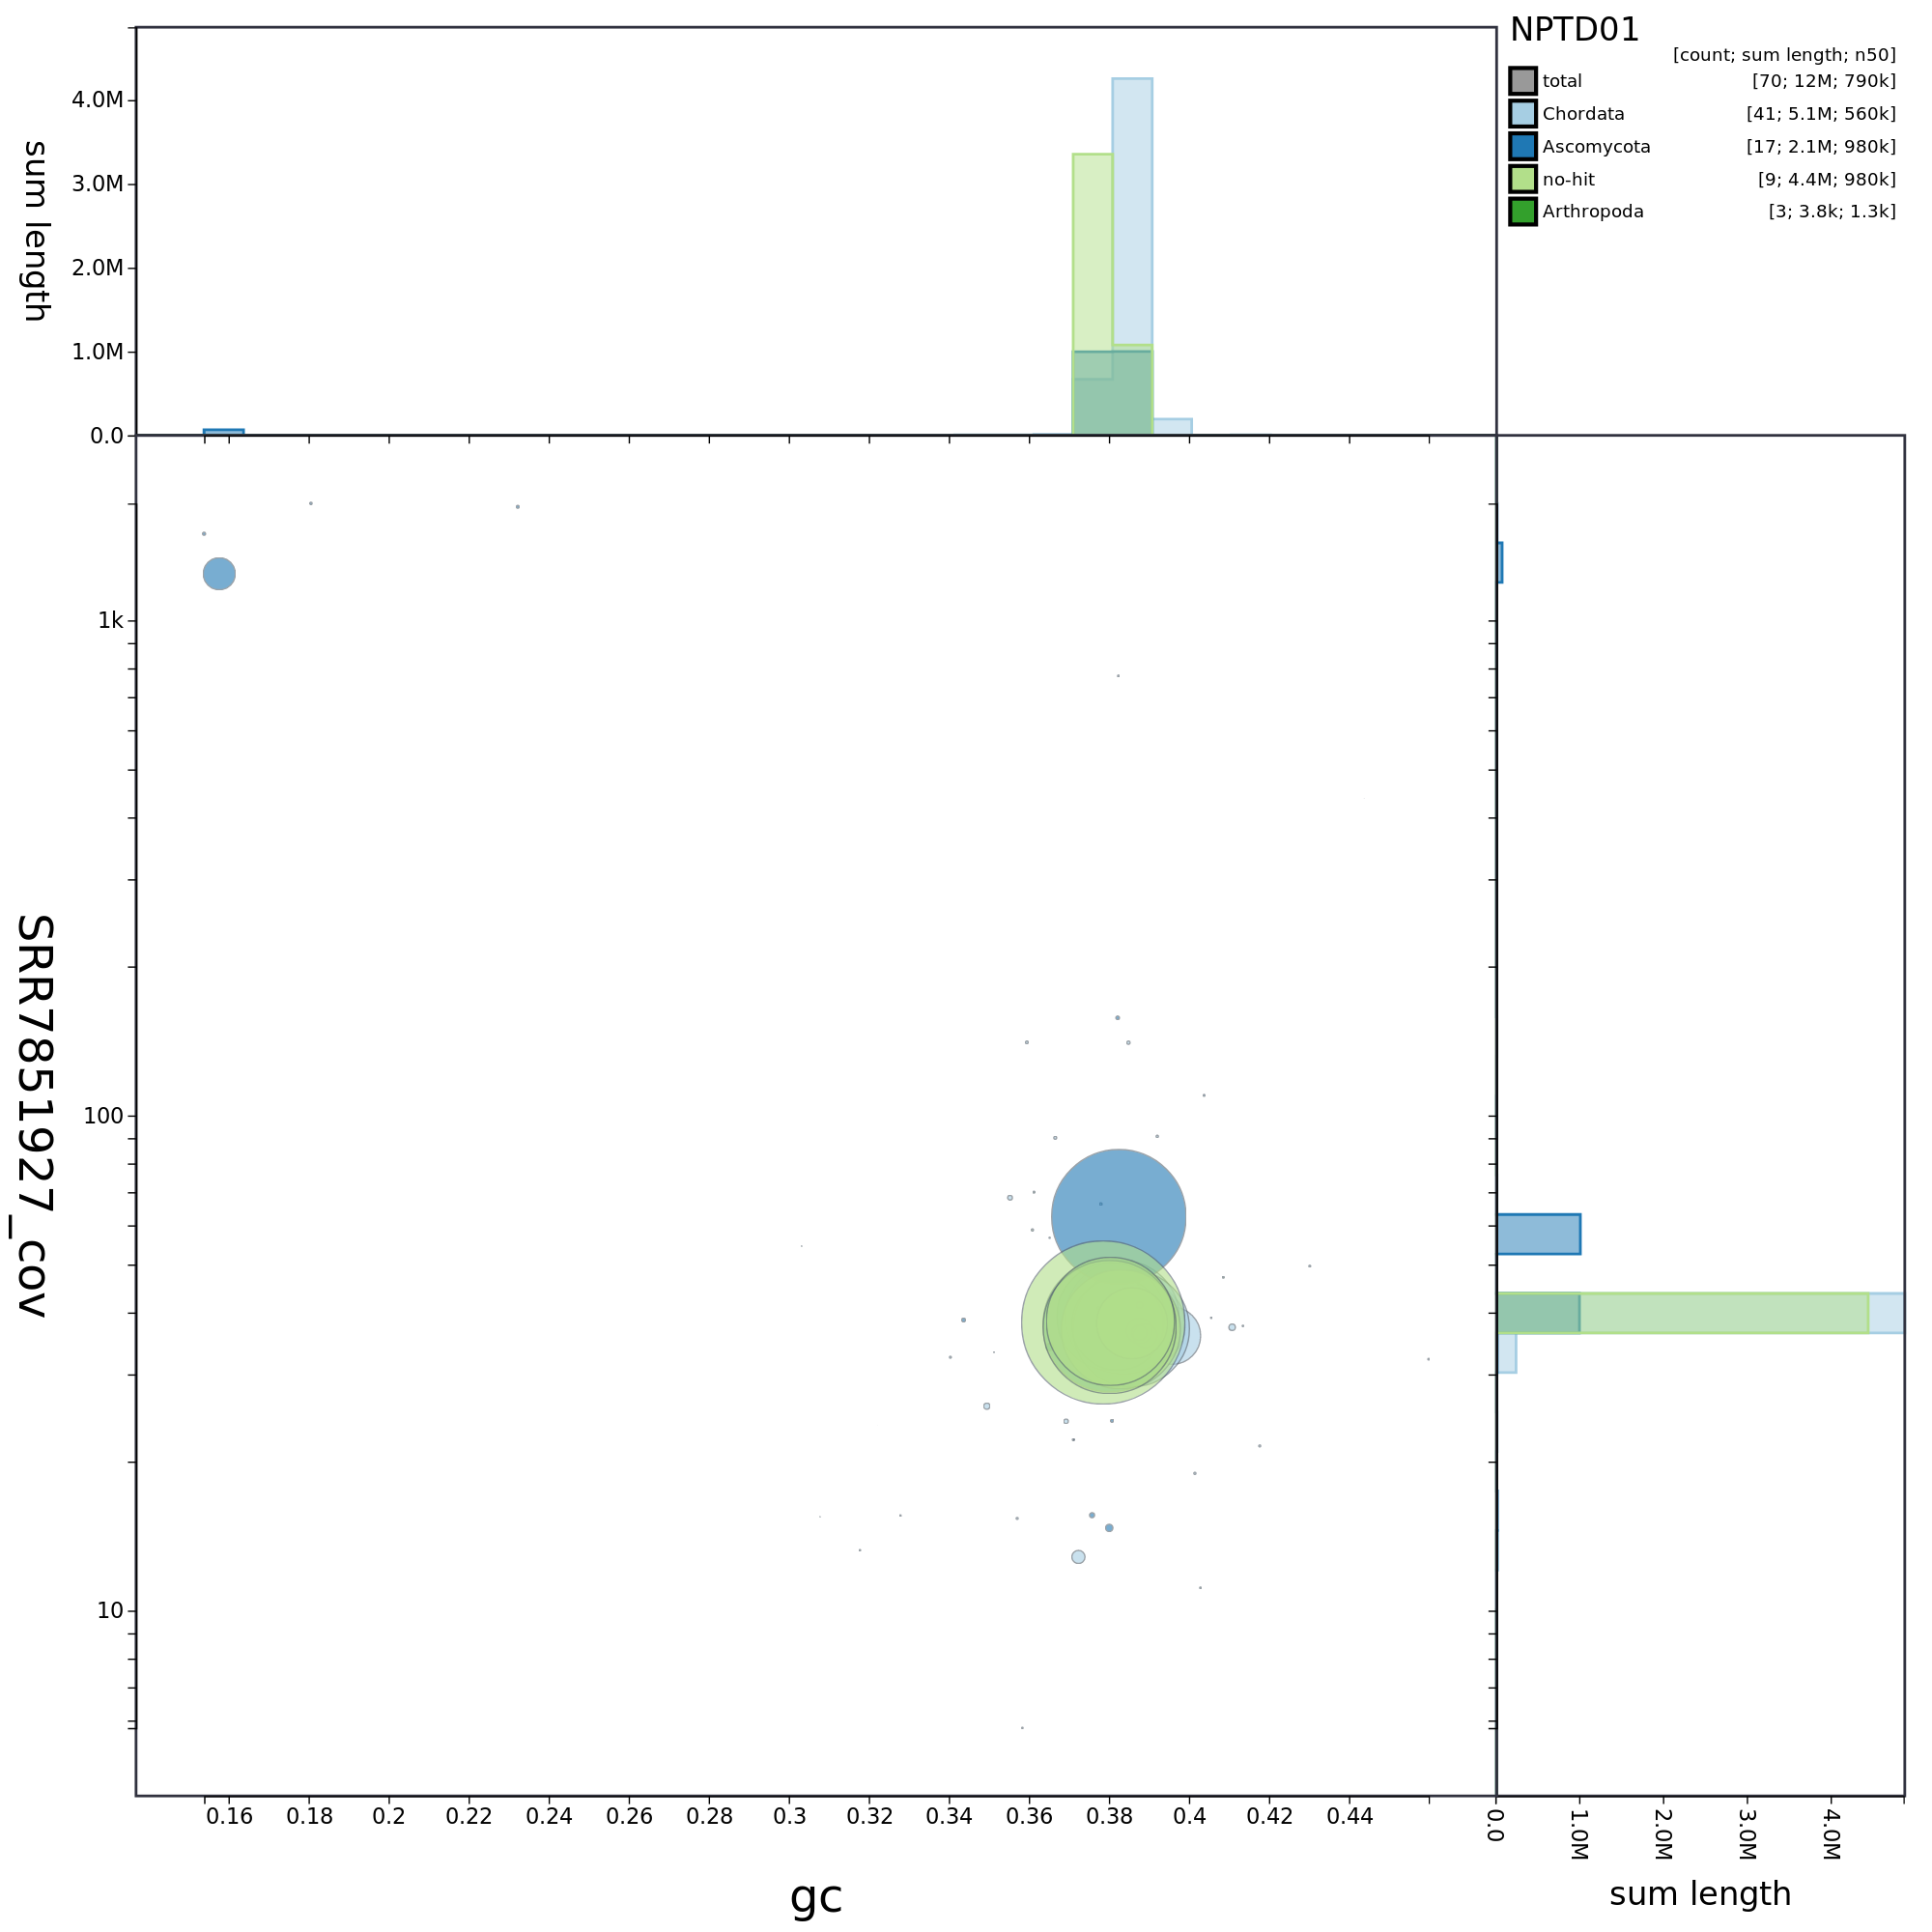 NPTD01
[count; sum length; n50]
total [70; 12M; 790k]
Chordata [41; 5.1M; 560k]
Ascomycota [17; 2.1M; 980k]
no-hit [9; 4.4M; 980k]
Arthropoda [3; 3.8k; 1.3k]
sum length
4.0M
3.0M
2.0M
1.0M
0.0
SRR7851927_cov
1k
100
10
0.16 0.18 0.2 0.22 0.24 0.26 0.28 0.3 0.32 0.34 0.36 0.38 0.4 0.42 0.44
gc
0.0 1.0M 2.0M 3.0M 4.0M
sum length